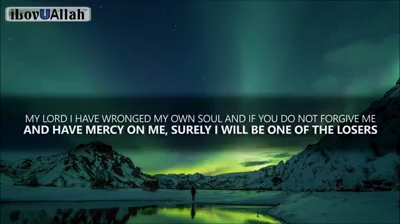 iLovUAllah
MY LORD I HAVE WRONGED MY OWN SOUL AND IF YOU DO NOT FORGIVE ME
AND HAVE MERCY ON ME, SURELY I WILL BE ONE OF THE LOSERS